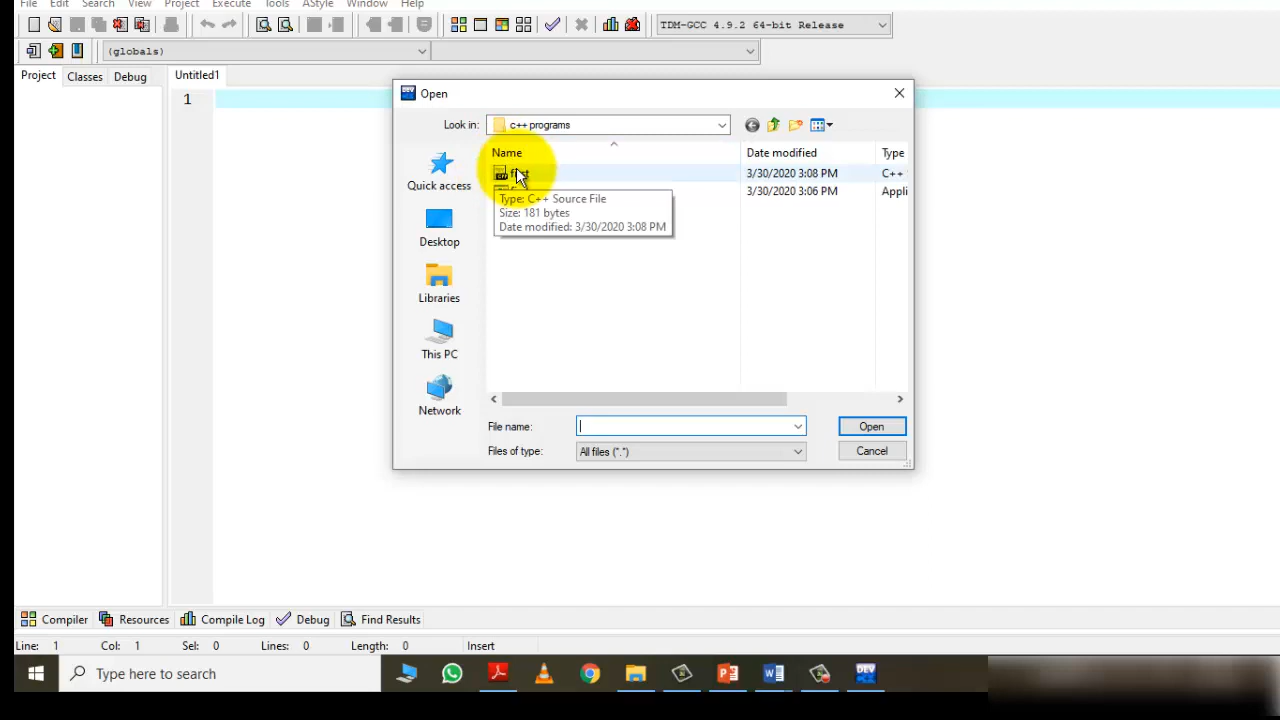 File Edit Search View Project Execute Tools AStyle Window Help
TDM-GCC 4.9.2 64-bit Release
(globals)
Project Classes Debug Untitled1
1
DEV Open
Look in: c++ programs
Name Date modified Type
first 3/30/2020 3:08 PM C++
3/30/2020 3:06 PM Appli
Type: C++ Source File
Size: 181 bytes
Date modified: 3/30/2020 3:08 PM
Quick access
Desktop
Libraries
This PC
Network
File name: Open
Files of type: All files (*.*) Cancel
Compiler Resources Compile Log Debug Find Results
Line: 1 Col: 1 Sel: 0 Lines: 0 Length: 0 Insert
Type here to search DEV